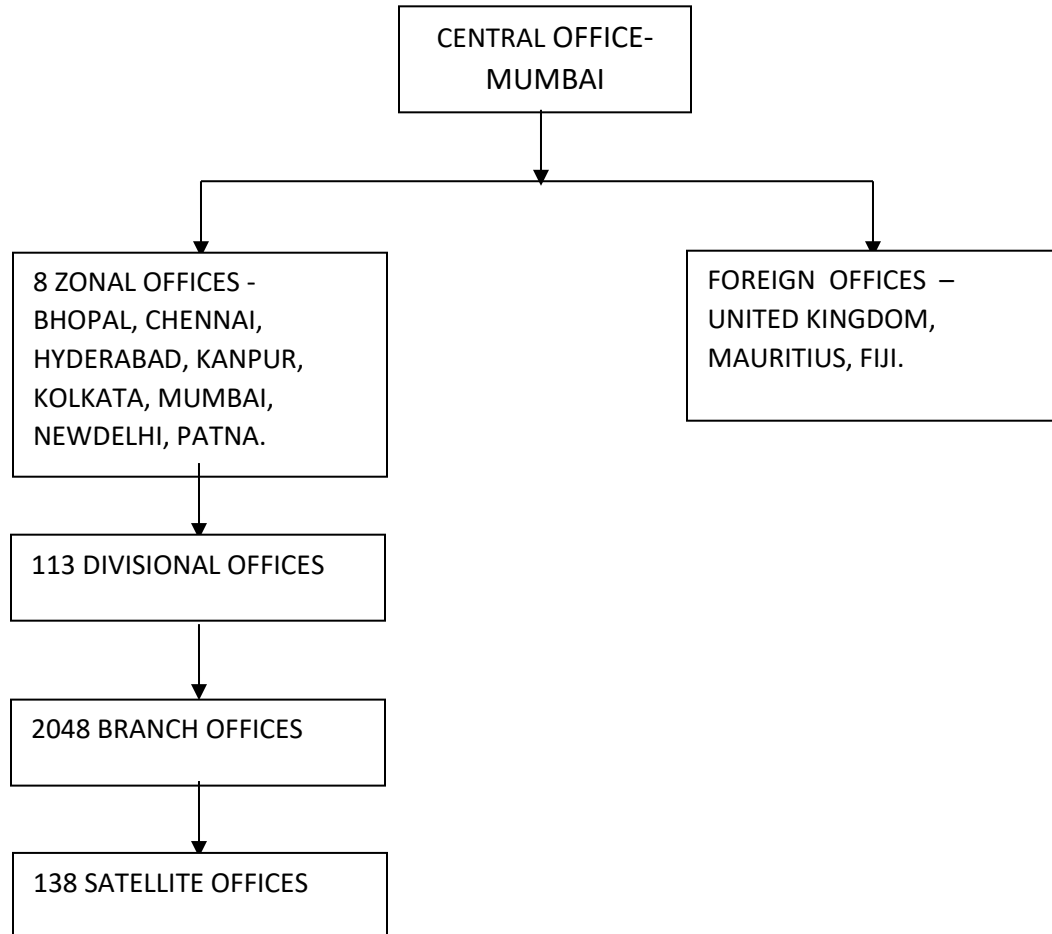 CENTRAL OFFICE-
MUMBAI
8 ZONAL OFFICES -
BHOPAL, CHENNAI,
HYDERABAD, KANPUR,
KOLKATA, MUMBAI,
NEWDELHI, PATNA.
FOREIGN OFFICES –
UNITED KINGDOM,
MAURITIUS, FIJI.
113 DIVISIONAL OFFICES
2048 BRANCH OFFICES
138 SATELLITE OFFICES